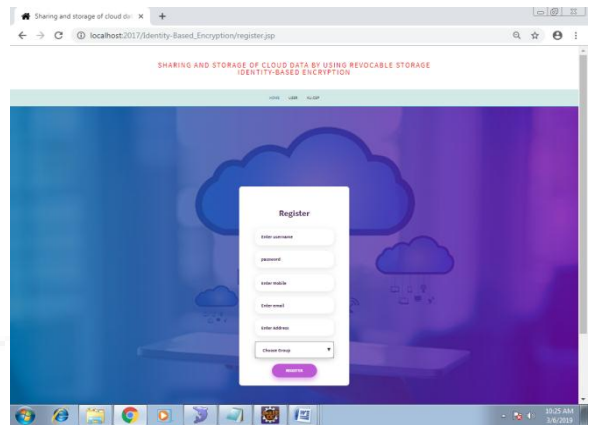 Sharing and storage of cloud da
localhost:2017/Identity-Based_Encryption/register.jsp
SHARING AND STORAGE OF CLOUD DATA BY USING REVOCABLE STORAGE
IDENTITY-BASED ENCRYPTION
HOME USER
Register
Enter username
password
Enter Mobile
Enter email
Enter Address
Choose Group
REGISTER
10:25 AM
3/6/2019